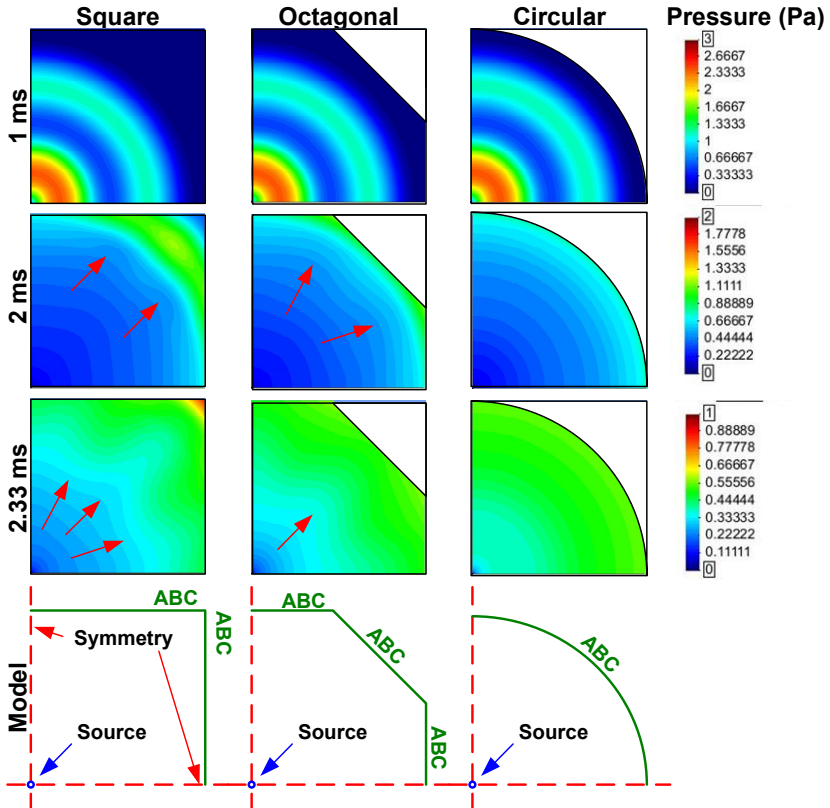 Square Octagonal Circular Pressure (Pa)
1 ms
3
2.6667
2.3333
2
1.6667
1.3333
1
0.66667
0.33333
0
2 ms
2
1.7778
1.5556
1.3333
1.1111
0.88889
0.66667
0.44444
0.22222
0
2.33 ms
1
0.88889
0.77778
0.66667
0.55556
0.44444
0.33333
0.22222
0.11111
0
Model
ABC
ABC
Symmetry
Source
ABC
ABC
ABC
Source
ABC
Source